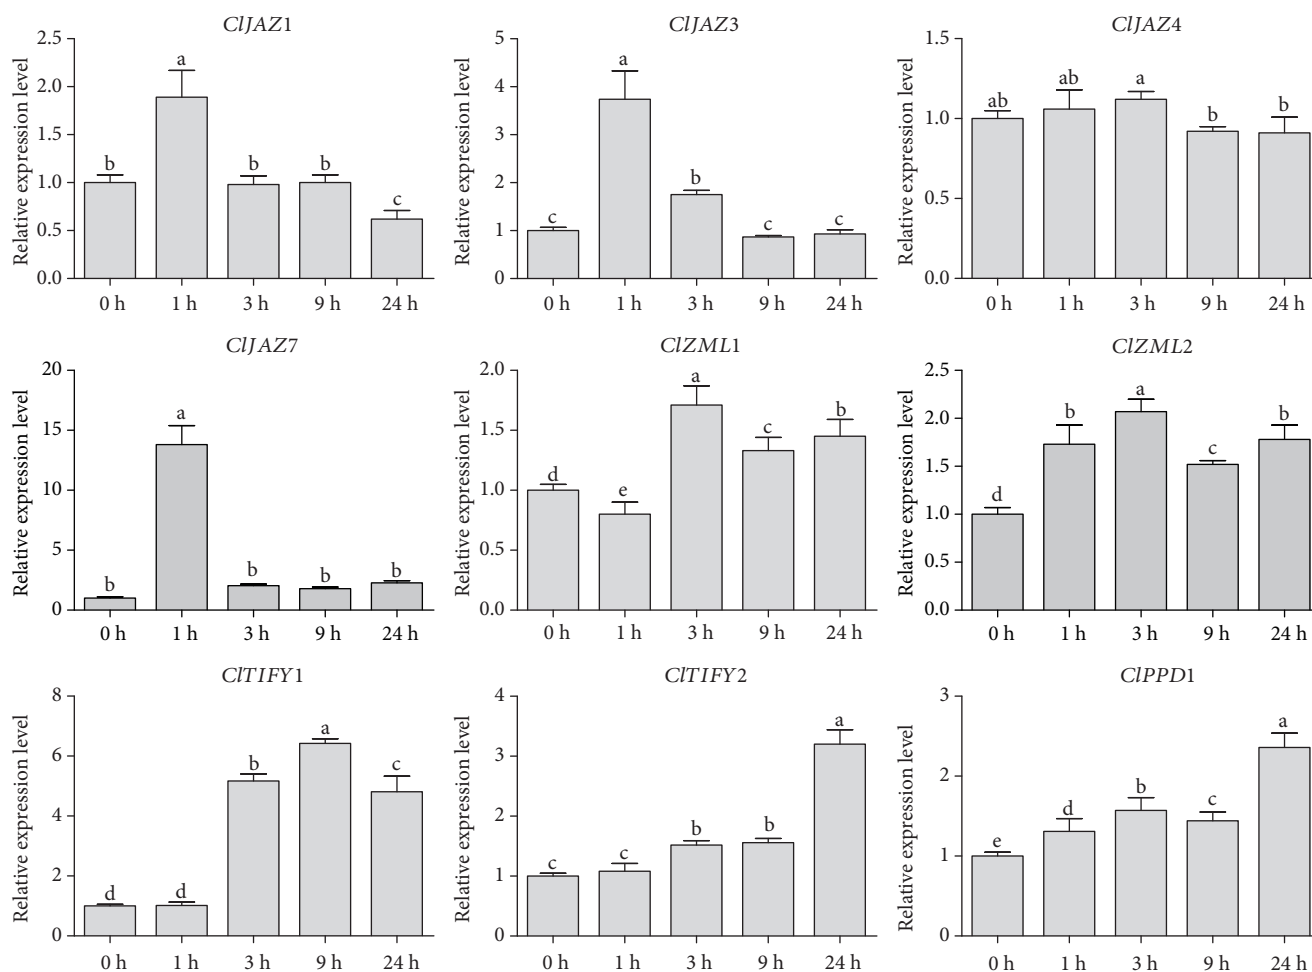 ClJAZ1
Relative expression level
2.5
2.0
1.5
1.0
0.5
0.0
b
a
b
b
c
0 h 1 h 3 h 9 h 24 h
ClJAZ3
Relative expression level
5
4
3
2
1
0
c
a
b
c
c
0 h 1 h 3 h 9 h 24 h
ClJAZ4
Relative expression level
1.5
1.0
0.5
0.0
ab
ab
a
b
b
0 h 1 h 3 h 9 h 24 h
ClJAZ7
Relative expression level
20
15
10
5
0
b
a
b
b
b
0 h 1 h 3 h 9 h 24 h
ClZML1
Relative expression level
2.0
1.5
1.0
0.5
0.0
d
e
a
c
b
0 h 1 h 3 h 9 h 24 h
ClZML2
Relative expression level
2.5
2.0
1.5
1.0
0.5
0.0
d
b
a
c
b
0 h 1 h 3 h 9 h 24 h
ClTIFY1
Relative expression level
8
6
4
2
0
d
d
b
a
c
0 h 1 h 3 h 9 h 24 h
ClTIFY2
Relative expression level
4
3
2
1
0
c
c
b
b
a
0 h 1 h 3 h 9 h 24 h
ClPPD1
Relative expression level
3
2
1
0
e
d
b
c
a
0 h 1 h 3 h 9 h 24 h